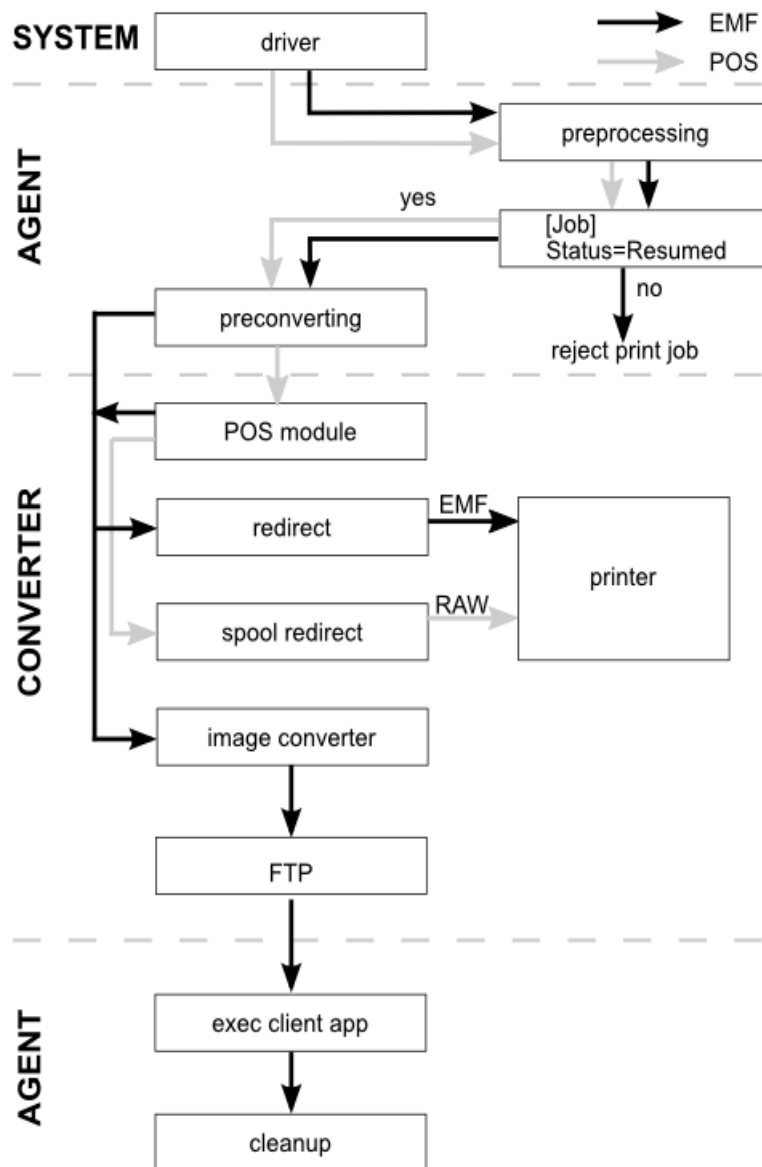 SYSTEM
driver
EMF
POS
AGENT
preprocessing
yes
[Job]
Status=Resumed
no
preconverting
reject print job
CONVERTER
POS module
redirect
EMF
printer
spool redirect
RAW
image converter
FTP
AGENT
exec client app
cleanup